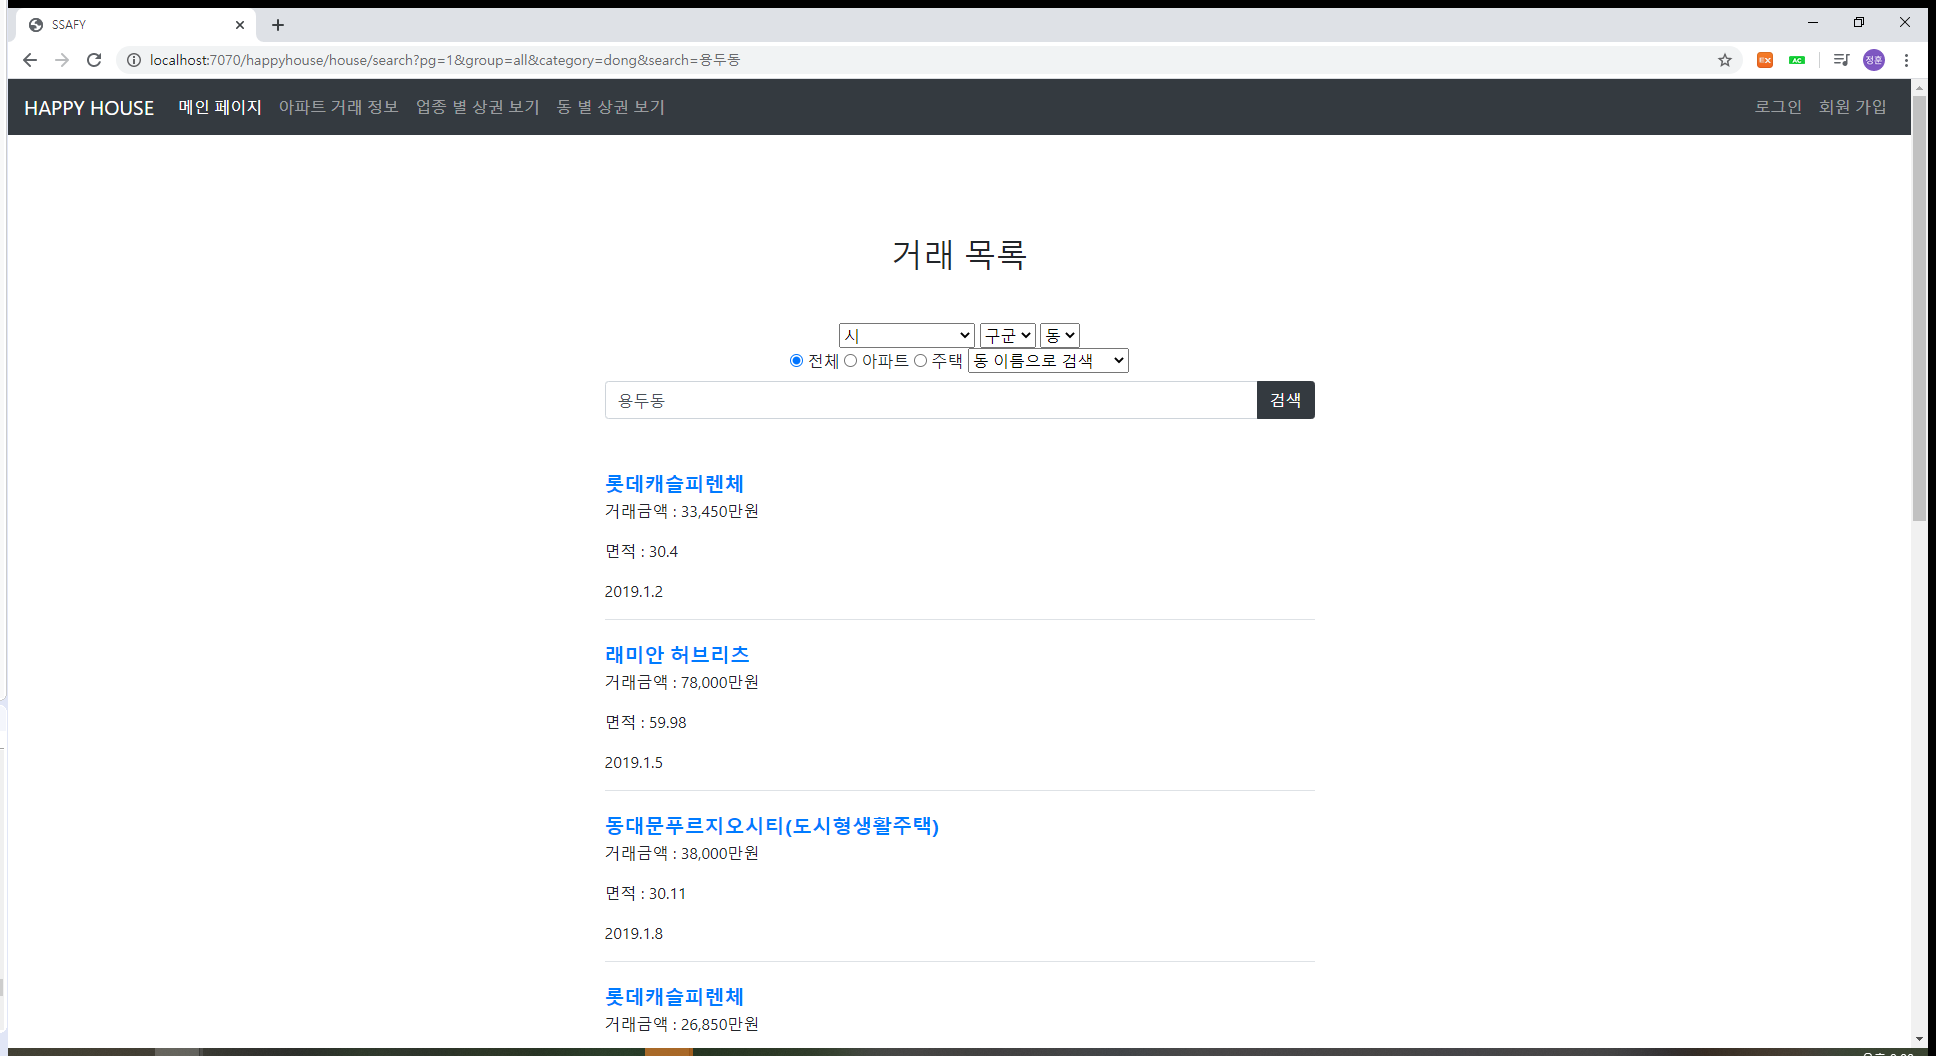 SSAFY
localhost:7070/happyhouse/house/search?pg=1&group=all&category=dong&search=용두동
정훈
HAPPY HOUSE 메인 페이지 아파트 거래 정보 업종 별 상권 보기 동 별 상권 보기 로그인 회원 가입
거래 목록
시 구군 동
전체 아파트 주택 동 이름으로 검색
용두동 검색
롯데캐슬피렌체
거래금액 : 33,450만원
면적 : 30.4
2019.1.2
래미안 허브리츠
거래금액 : 78,000만원
면적 : 59.98
2019.1.5
동대문푸르지오시티(도시형생활주택)
거래금액 : 38,000만원
면적 : 30.11
2019.1.8
롯데캐슬피렌체
거래금액 : 26,850만원